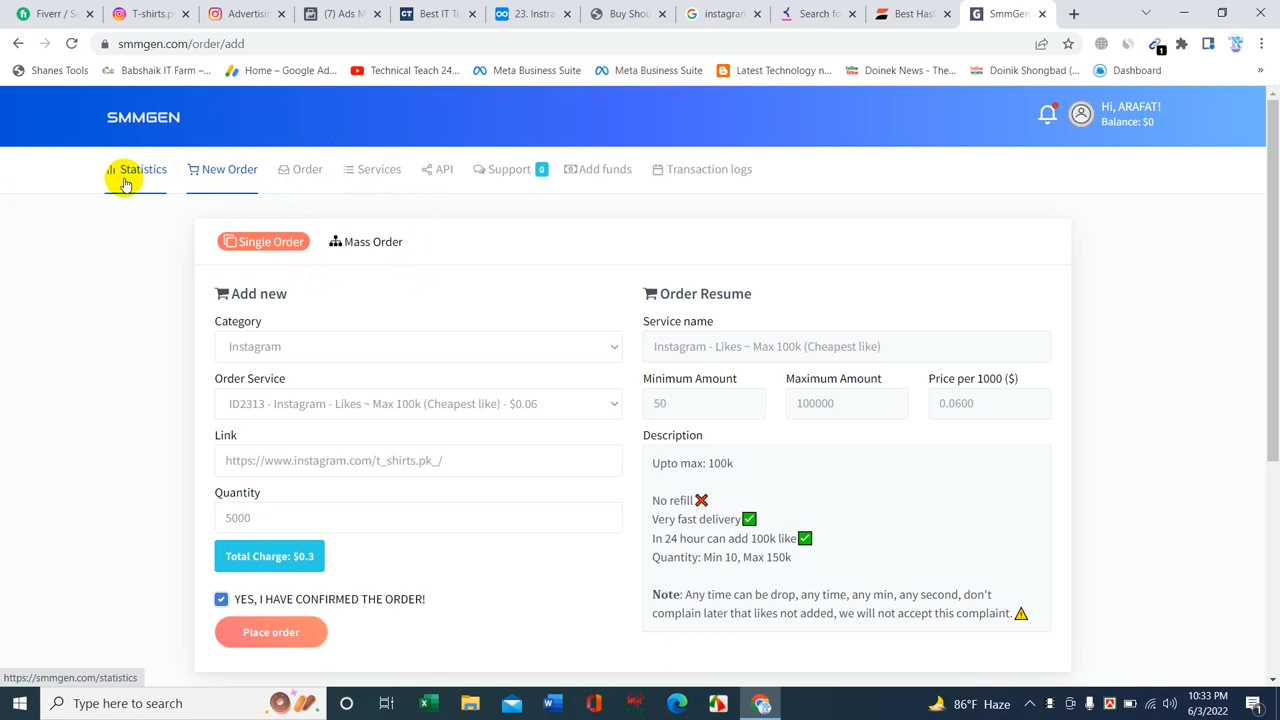 Fiverr / Se
T-shirts.p
Advertisin
(7) Ads M
Best IT T
23. Inst
Buy Shou
instagram
Search fo
Best Hash
SmmGen
smmgen.com/order/add
Shanes Tools
Babshaik IT Farm –...
Home – Google Ad...
Technical Teach 24...
Meta Business Suite
Meta Business Suite
Latest Technology n...
Doinek News - The...
Doinik Shongbad (...
Dashboard
»
SMMGEN
Hi, ARAFAT!
Balance: $0
Statistics
New Order
Order
Services
API
Support 0
Add funds
Transaction logs
Single Order
Mass Order
Add new
Category
Instagram
Order Service
ID2313 - Instagram - Likes ~ Max 100k (Cheapest like) - $0.06
Link
https://www.instagram.com/t_shirts.pk_/
Quantity
5000
Total Charge: $0.3
YES, I HAVE CONFIRMED THE ORDER!
Place order
Order Resume
Service name
Instagram - Likes ~ Max 100k (Cheapest like)
Minimum Amount
Maximum Amount
Price per 1000 ($)
50
100000
0.0600
Description
Upto max: 100k
No refill❌
Very fast delivery✅
In 24 hour can add 100k like✅
Quantity: Min 10, Max 150k
Note: Any time can be drop, any time, any min, any second, don't
complain later that likes not added, we will not accept this complaint.⚠
https://smmgen.com/statistics
Type here to search
86°F Haze
10:33 PM
6/3/2022